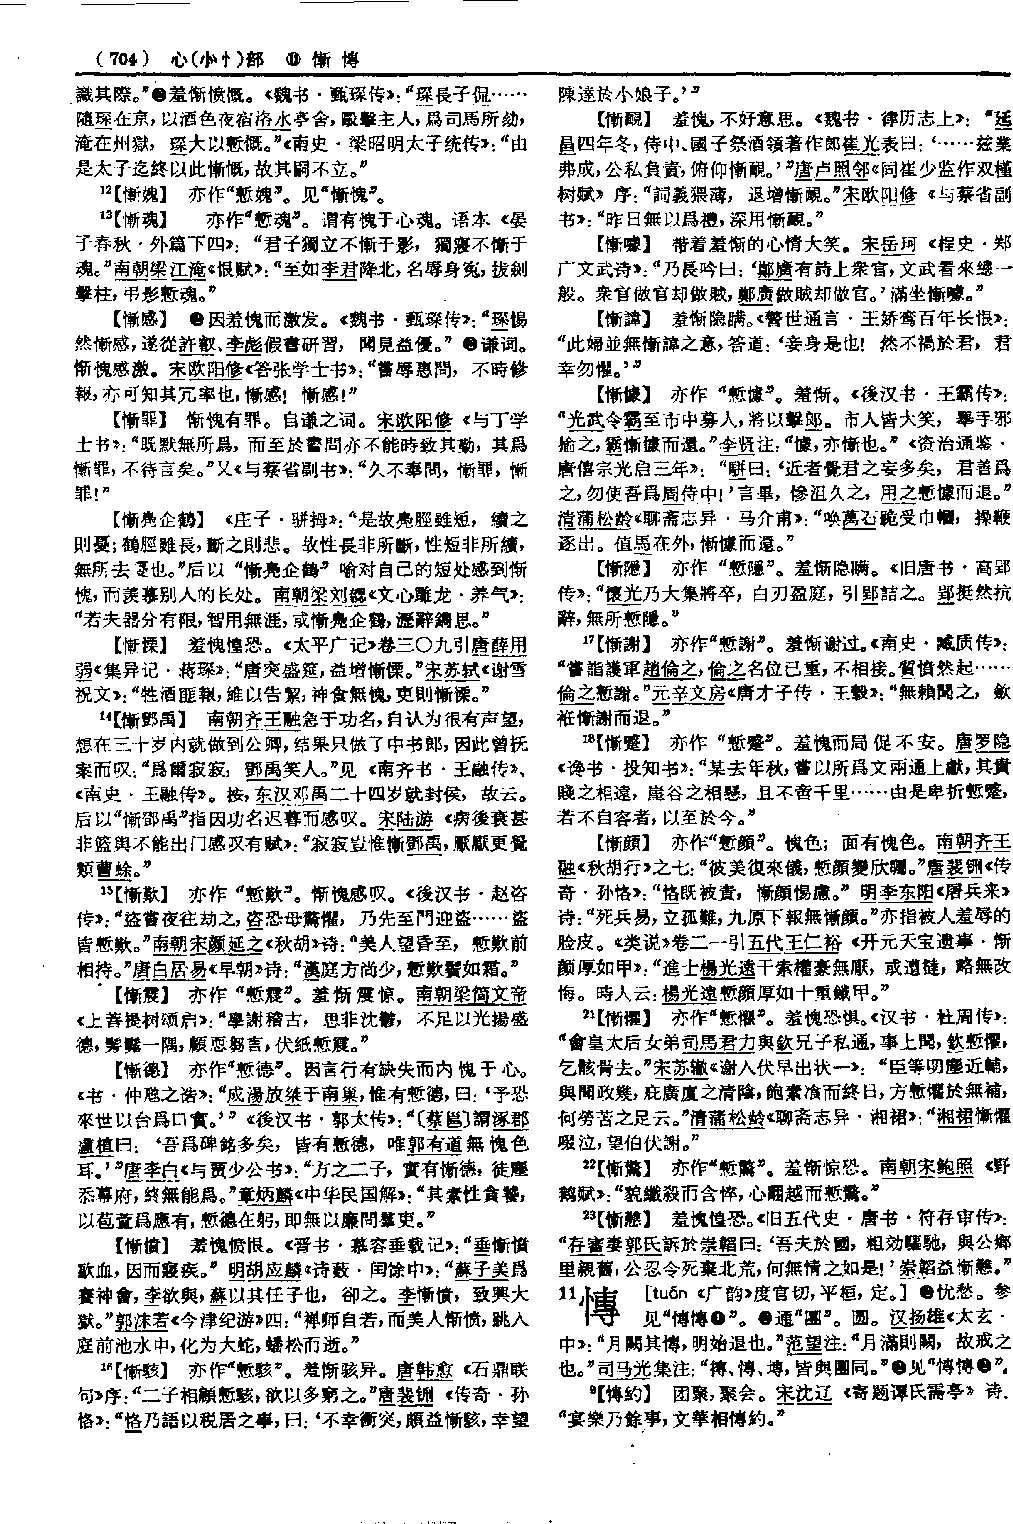 （704） 心(小忄)部 ⑪ 惭 慱
識其際。”❷羞惭愤慨。《魏书·甄琛传》：“琛長子侃……
隨琛在京，以酒色夜宿洛水亭舍，毆擊主人，爲司馬所劾，
淹在州獄，琛大以慙慨。”《南史·梁昭明太子统传》：“由
是太子迄終以此慚慨，故其嗣不立。”
12【慚媿】 亦作“慙媿”。见“慚愧”。
13【慚魂】 亦作“慙魂”。谓有愧于心魂。语本《晏
子春秋·外篇下四》：“君子獨立不慚于影，獨寢不慚于
魂。”南朝梁江淹《恨赋》：“至如李君降北，名辱身冤，拔劍
擊柱，弔影慙魂。”
【慚感】 ❶因羞愧而激发。《魏书·甄琛传》：“琛惕
然慚感，遂從許叡、李彪假書研習，聞見益優。”❷谦词。
惭愧感激。宋欧阳修《答张学士书》：“嘗辱惠問，不時修
報，亦可知其冗率也，慚感！慚感！”
【慚罪】 惭愧有罪。自谦之词。宋欧阳修《与丁学
士书》：“既默無所爲，而至於書問亦不能時致其勤，其爲
慚罪，不待言矣。”又《与蔡省副书》：“久不奉問，慚罪，慚
罪！”
【慚鳧企鹤】 《庄子·骈拇》：“是故鳧脛雖短，續之
則憂；鶴脛雖長，斷之則悲。故性長非所斷，性短非所續，
無所去憂也。”后以“慚鳧企鶴”喻对自己的短处感到惭
愧，而羡慕别人的长处。南朝梁刘勰《文心雕龙·养气》：
“若夫器分有限，智用無涯，或慚鳧企鶴，瀝辭鐫思。”
【慚慄】 羞愧惶恐。《太平广记》卷三〇九引唐薛用
弱《集异记·蒋琛》：“唐突盛筵，益增慚慄。”宋苏轼《谢雪
祝文》：“牲酒匪報，維以告絜；神食無愧，吏則慚慄。”
14【慚鄧禹】 南朝齐王融急于功名，自认为很有声望，
想在三十岁内就做到公卿，结果只做了中书郎，因此曾抚
案而叹：“爲爾寂寂，鄧禹笑人。”见《南齐书·王融传》、
《南史·王融传》。按，东汉邓禹二十四岁就封侯，故云。
后以“慚鄧禹”指因功名迟暮而感叹。宋陆游《病後衰甚
非篮舆不能出门感叹有赋》：“寂寂豈惟慚鄧禹，厭厭更覺
類曹蜍。”
15【慚歎】 亦作“慙歎”。惭愧感叹。《後汉书·赵咨
传》：“盜嘗夜往劫之，咨恐母驚懼，乃先至門迎盜……盜
皆慙歎。”南朝宋颜延之《秋胡》诗：“美人望昏至，慙歎前
相持。”唐白居易《早朝》诗：“漢庭方尚少，慙歎鬢如霜。”
【慚震】 亦作“慙震”。羞惭震惊。南朝梁简文帝
《上菩提树颂启》：“學謝稽古，思非沈鬱，不足以光揚盛
德，髣髴一隅，顧恧芻言，伏紙慙震。”
【慚德】 亦作“慙德”。因言行有缺失而内愧于心。
《书·仲虺之诰》：“成湯放桀于南巢，惟有慙德，曰：‘予恐
來世以台爲口實。’”《後汉书·郭太传》：“〔蔡邕〕謂涿郡
盧植曰：‘吾爲碑銘多矣，皆有慙德，唯郭有道無愧色
耳。’”唐李白《与贾少公书》：“方之二子，實有慚德，徒塵
忝幕府，終無能爲。”章炳麟《中华民国解》：“其素性貪饕，
以苞苴爲應有，慙德在躬，即無以廉問羣吏。”
【慚憤】 羞愧愤恨。《晋书·慕容垂载记》：“垂慚憤
歐血，因而寢疾。”明胡应麟《诗薮·闰馀中》：“蘇子美爲
賽神會，李欲與，蘇以其任子也，卻之。李慚憤，致興大
獄。”郭沫若《今津纪游》四：“禅师自若，而美人惭愤，跳入
庭前池水中，化为大蛇，蟠松而逝。”
16【慚駭】 亦作“慙駭”。羞惭骇异。唐韩愈《石鼎联
句》序：“二子相顧慙駭，欲以多窮之。”唐裴铏《传奇·孙
恪》：“恪乃語以税居之事，曰：‘不幸衝突，頗益慚駭，幸望
陳達於小娘子。’”
【慚靦】 羞愧，不好意思。《魏书·律历志上》：“延
昌四年冬，侍中、國子祭酒領著作郎崔光表曰：‘……兹業
弗成，公私負責，俯仰慚靦。’”唐卢照邻《同崔少监作双槿
树赋》序：“詞義猥薄，退增慚靦。”宋欧阳修《与蔡省副
书》：“昨日無以爲禮，深用慚靦。”
【慚噱】 带着羞惭的心情大笑。宋岳珂《桯史·郑
广文武诗》：“乃長吟曰：‘鄭廣有詩上衆官，文武看來總一
般。衆官做官却做賊，鄭廣做賊却做官。’滿坐慚噱。”
【慚諱】 羞惭隐瞒。《警世通言·王娇鸾百年长恨》：
“此婦並無慚諱之意，答道：‘妾身是也！然不禍於君，君
幸勿懼。’”
【慚懅】 亦作“慙懅”。羞惭。《後汉书·王霸传》：
“光武令霸至市中募人，將以擊郎。市人皆大笑，舉手邪
揄之，霸慚懅而還。”李贤注：“懅，亦慚也。”《资治通鉴·
唐僖宗光启三年》：“駢曰：‘近者覺君之妄多矣，君善爲
之，勿使吾爲周侍中！’言畢，慘沮久之，用之慙懅而退。”
清蒲松龄《聊斋志异·马介甫》：“唤萬石跪受巾幗，操鞭
逐出。值馬在外，慚懅而還。”
【慚隱】 亦作“慙隱”。羞惭隐瞒。《旧唐书·高郢
传》：“懷光乃大集將卒，白刃盈庭，引郢詰之。郢挺然抗
辭，無所慙隱。”
17【慚謝】 亦作“慙謝”。羞惭谢过。《南史·臧质传》：
“嘗詣護軍趙倫之，倫之名位已重，不相接。質憤然起……
倫之慙謝。”元辛文房《唐才子传·王毂》：“無賴聞之，歛
衽慚謝而退。”
18【慚蹙】 亦作“慙蹙”。羞愧而局促不安。唐罗隐
《谗书·投知书》：“某去年秋，嘗以所爲文兩通上獻，其貴
賤之相遠，崖谷之相懸，且不啻千里……由是卑折慙蹙，
若不自容者，以至於今。”
【慚顔】 亦作“慙顔”。愧色；面有愧色。南朝齐王
融《秋胡行》之七：“彼美復來儀，慙顔變欣矚。”唐裴铏《传
奇·孙恪》：“恪既被責，慚顔惕慮。”明李东阳《屠兵来》
诗：“死兵易，立孤難，九原下報無慚顔。”亦指被人羞辱的
脸皮。《类说》卷二一引五代王仁裕《开元天宝遗事·惭
颜厚如甲》：“進士楊光遠干索權豪無厭，或遭撻，略無改
悔。時人云：楊光遠慙顔厚如十重鐵甲。”
21【慚懼】 亦作“慙懼”。羞愧恐惧。《汉书·杜周传》：
“會皇太后女弟司馬君力與欽兄子私通，事上聞，欽慙懼，
乞骸骨去。”宋苏辙《谢入伏早出状一》：“臣等叨塵近輔，
與聞政幾，庇廣廈之清陰，飽素飡而終日，方慙懼於無補，
何勞苦之足云。”清蒲松龄《聊斋志异·湘裙》：“湘裙慚懼
啜泣，望伯伏謝。”
22【慚驚】 亦作“慙驚”。羞惭惊恐。南朝宋鲍照《野
鹅赋》：“貌纖殺而含悴，心翻越而慙驚。”
23【慚戀】 羞愧惶恐。《旧五代史·唐书·符存审传》：
“存審妻郭氏訴於崇韜曰：‘吾夫於國，粗効驅馳，與公鄉
里親舊，公忍令死棄北荒，何無情之如是！’崇韜益慚戀。”
11慱 [tuán《广韵》度官切，平桓，定。]❶忧愁。参
见“慱慱❶”。❷通“團”。圆。汉扬雄《太玄·
中》：“月闕其慱，明始退也。”范望注：“月滿則闕，故戒之
也。”司马光集注：“慱、慱、塼，皆與團同。”❸见“慱慱❷”。
9【慱約】 团聚，聚会。宋沈辽《寄题谭氏需亭》诗：
“宴樂乃餘事，文華相慱約。”